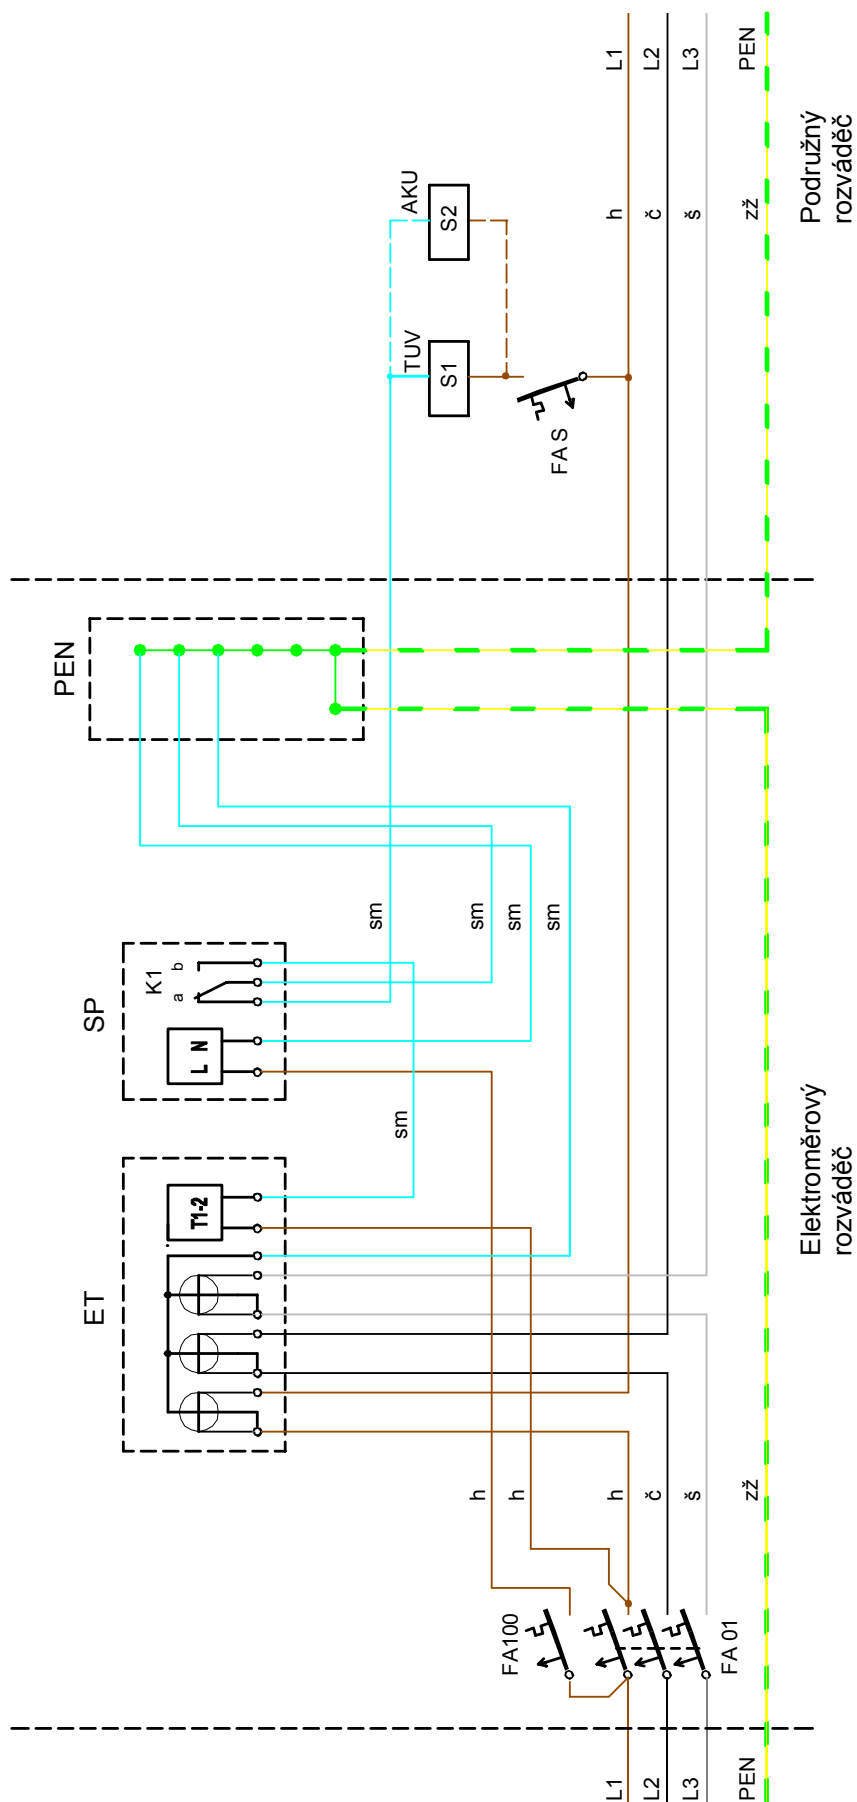 L1
L2
L3
PEN
Podružný
rozváděč
AKU
S2
h
č
š
zž
TUV
S1
FA S
PEN
sm
sm
sm
sm
SP
K1
a
b
L N
sm
Elektroměrový
rozváděč
ET
T1-2
h
h
h
č
š
zž
FA100
FA 01
L1
L2
L3
PEN